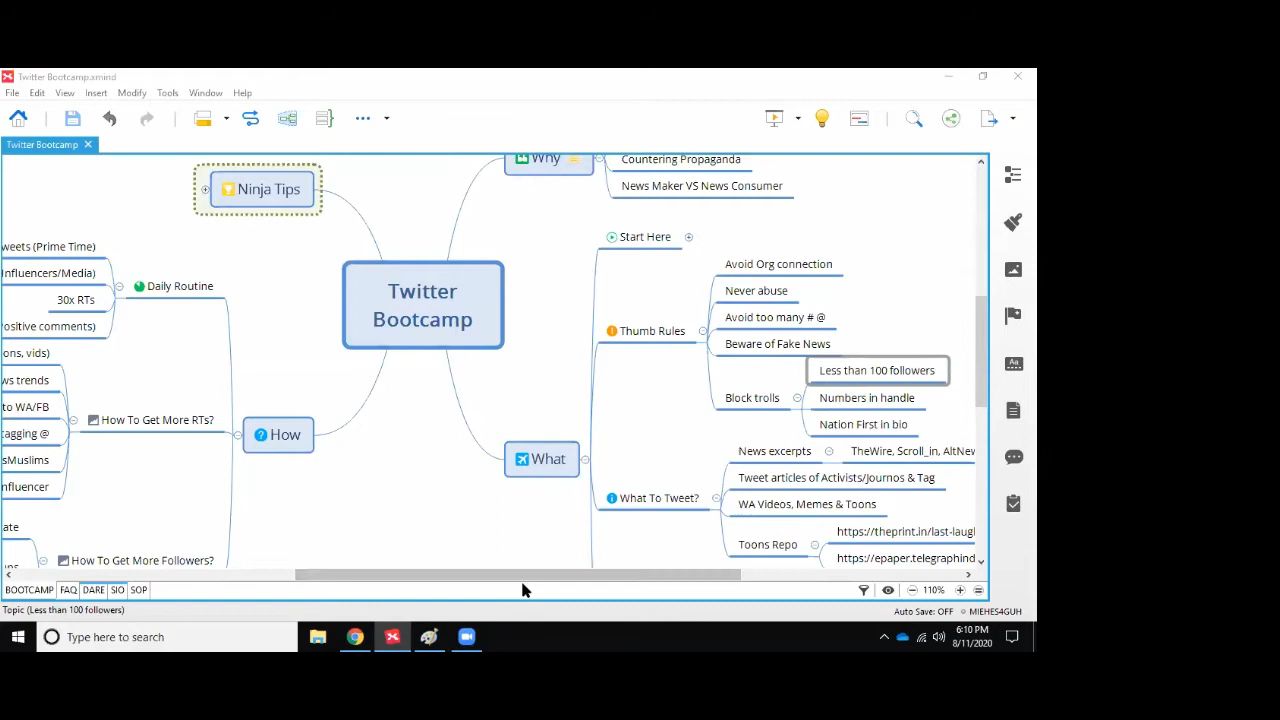 Twitter Bootcamp.xmind
File Edit View Insert Modify Tools Window Help
Twitter Bootcamp
Ninja Tips
weets (Prime Time)
Influencers/Media)
30x RTs
ositive comments)
Daily Routine
ons, vids)
ws trends
to WA/FB
tagging @
sMuslims
nfluencer
How To Get More RTs?
ate
How To Get More Followers?
How
Twitter
Bootcamp
Why
Countering Propaganda
News Maker VS News Consumer
Start Here
Thumb Rules
Avoid Org connection
Never abuse
Avoid too many # @
Beware of Fake News
Block trolls
Less than 100 followers
Numbers in handle
Nation First in bio
What
What To Tweet?
News excerpts
TheWire, Scroll_in, AltNew
Tweet articles of Activists/Journos & Tag
WA Videos, Memes & Toons
Toons Repo
https://theprint.in/last-laugh
https://epaper.telegraphind
BOOTCAMP FAQ DARE SIO SOP
110%
Topic (Less than 100 followers)
Auto Save: OFF MIEHES4GUH
Type here to search
6:10 PM
8/11/2020